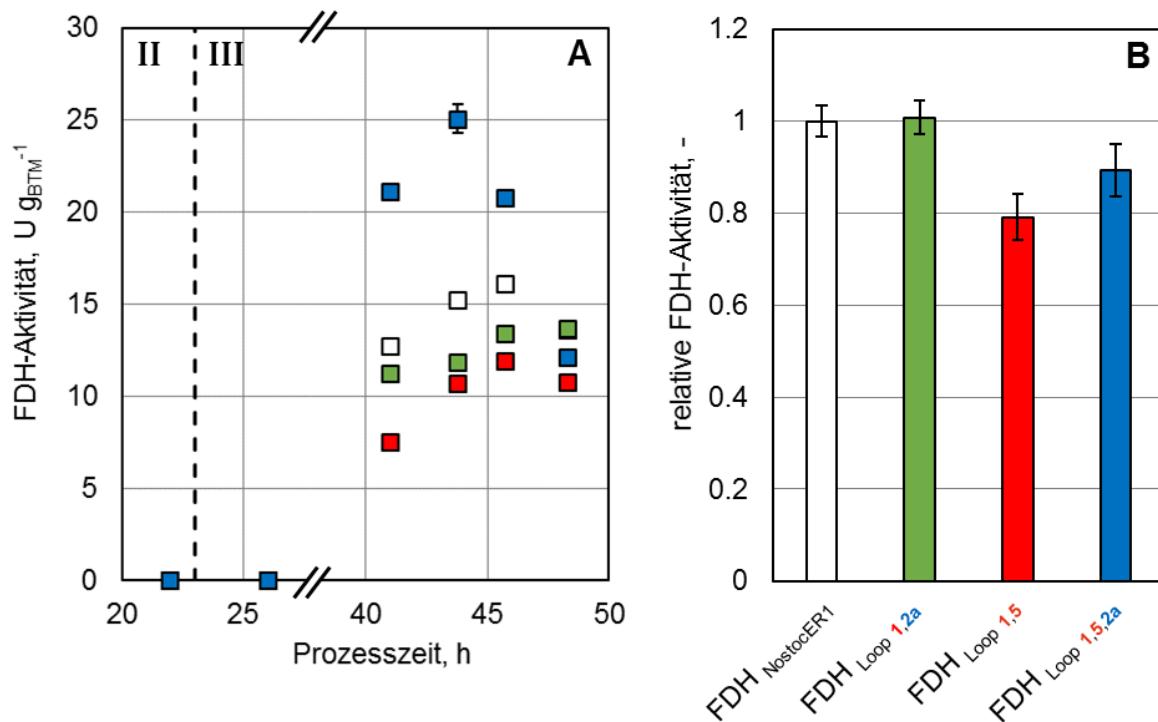 A
II
III
30
25
20
15
10
5
0
FDH-Aktivität, U g_BTM^-1
20
25
40
45
50
Prozesszeit, h
B
1.2
1
0.8
0.6
0.4
0.2
0
relative FDH-Aktivität, -
FDH NostocER1
FDH Loop 1,2a
FDH Loop 1,5
FDH Loop 1,5,2a